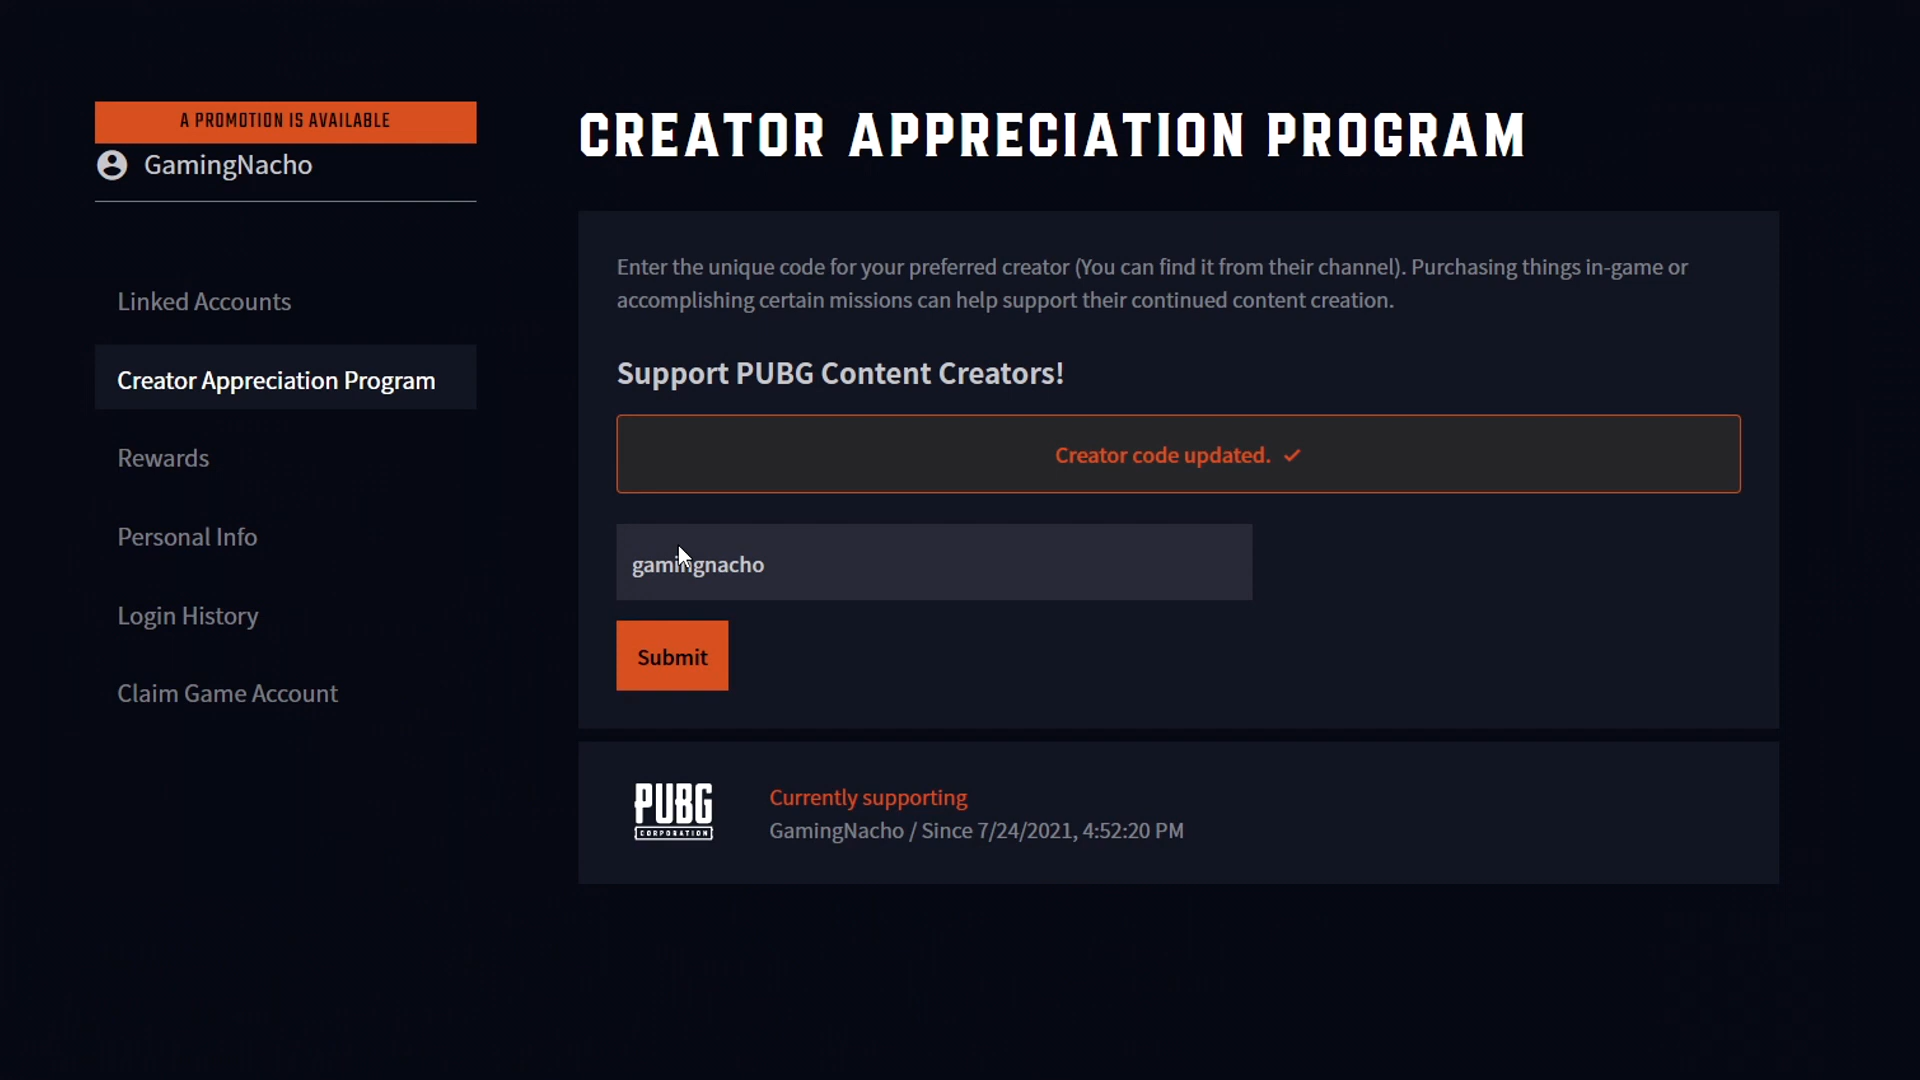 A PROMOTION IS AVAILABLE
GamingNacho
Linked Accounts
Creator Appreciation Program
Rewards
Personal Info
Login History
Claim Game Account
CREATOR APPRECIATION PROGRAM
Enter the unique code for your preferred creator (You can find it from their channel). Purchasing things in-game or
accomplishing certain missions can help support their continued content creation.
Support PUBG Content Creators!
Creator code updated. ✓
gamingnacho
Submit
PUBG
CORPORATION
Currently supporting
GamingNacho / Since 7/24/2021, 4:52:20 PM